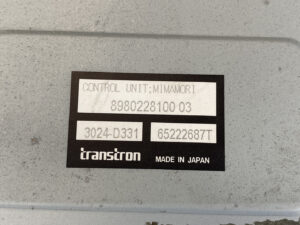 CONTROL UNIT;MIMAMORI
8980228100 03
3024-D331 65222687T
transtron MADE IN JAPAN